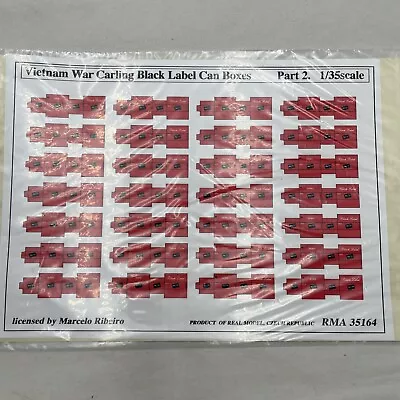 Vietnam War Carling Black Label Can Boxes Part 2. 1/35scale
licensed by Marcelo Ribeiro PRODUCT OF REAL MODEL, CZECH REPUBLIC RMA 35164